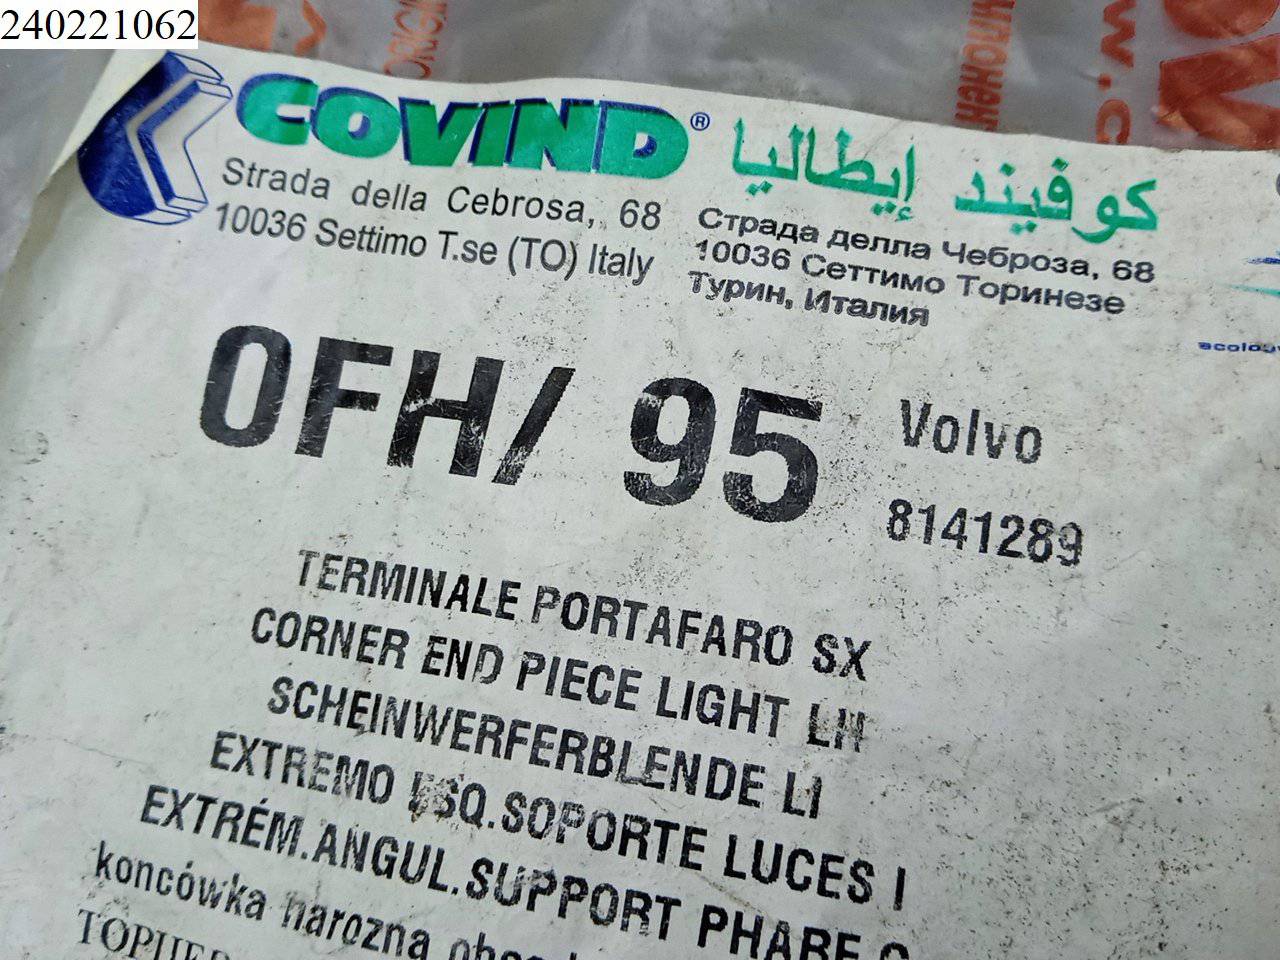 240221062
COVIND® كوفيند إيطاليا
Strada della Cebrosa, 68
10036 Settimo T.se (TO) Italy
Страда делла Чеброза, 68
10036 Сеттимо Торинезе
Турин, Италия
0FH/ 95
Volvo
8141289
TERMINALE PORTAFARO SX
CORNER END PIECE LIGHT LH
SCHEINWERFERBLENDE LI
EXTREMO ESQ.SOPORTE LUCES I
EXTRÉM.ANGUL.SUPPORT PHARE
końcówka narożna